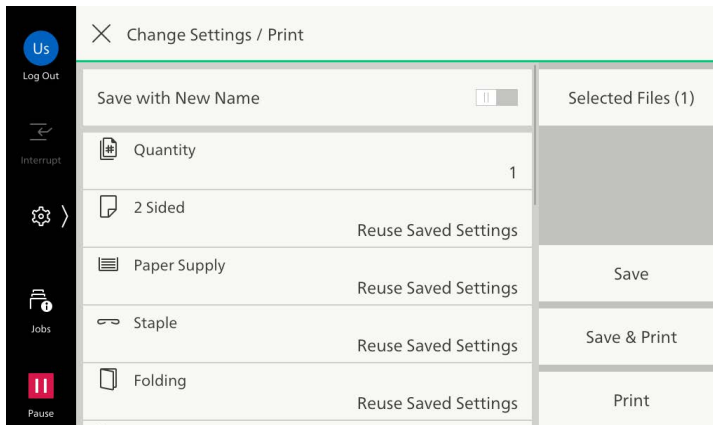 Us
Log Out
Interrupt
Jobs
Pause
Change Settings / Print
Save with New Name
Quantity
1
2 Sided
Reuse Saved Settings
Paper Supply
Reuse Saved Settings
Staple
Reuse Saved Settings
Folding
Reuse Saved Settings
Selected Files (1)
Save
Save & Print
Print